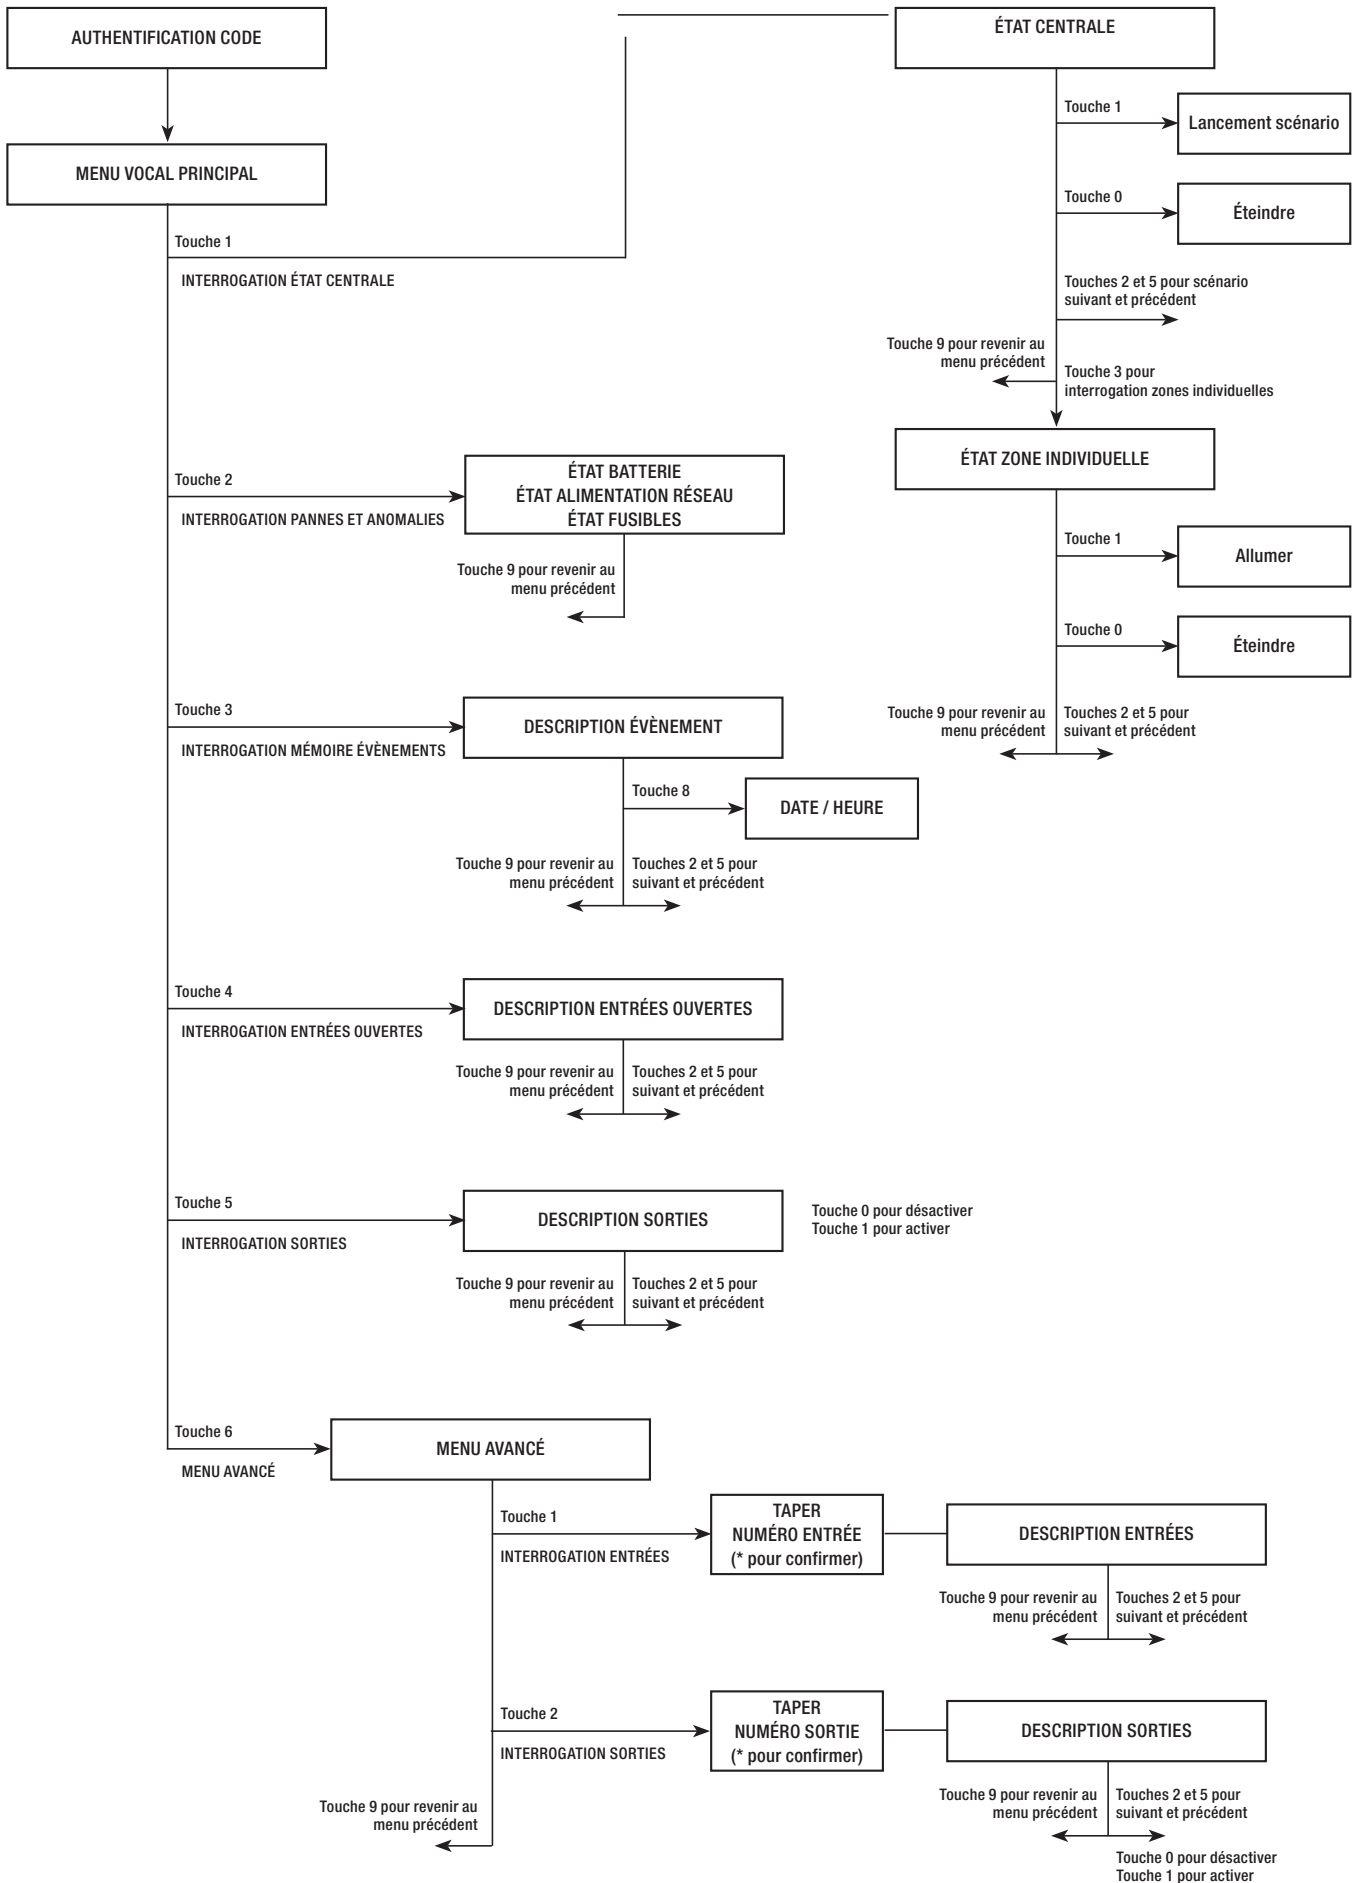 AUTHENTIFICATION CODE
MENU VOCAL PRINCIPAL
Touche 1
INTERROGATION ÉTAT CENTRALE
ÉTAT CENTRALE
Touche 1
Lancement scénario
Touche 0
Éteindre
Touches 2 et 5 pour scénario
suivant et précédent
Touche 9 pour revenir au
menu précédent
Touche 3 pour
interrogation zones individuelles
ÉTAT ZONE INDIVIDUELLE
Touche 1
Allumer
Touche 0
Éteindre
Touche 9 pour revenir au
menu précédent
Touches 2 et 5 pour
suivant et précédent
Touche 2
INTERROGATION PANNES ET ANOMALIES
ÉTAT BATTERIE
ÉTAT ALIMENTATION RÉSEAU
ÉTAT FUSIBLES
Touche 9 pour revenir au
menu précédent
Touche 3
INTERROGATION MÉMOIRE ÉVÈNEMENTS
DESCRIPTION ÉVÈNEMENT
Touche 8
DATE / HEURE
Touche 9 pour revenir au
menu précédent
Touches 2 et 5 pour
suivant et précédent
Touche 4
INTERROGATION ENTRÉES OUVERTES
DESCRIPTION ENTRÉES OUVERTES
Touche 9 pour revenir au
menu précédent
Touches 2 et 5 pour
suivant et précédent
Touche 5
INTERROGATION SORTIES
DESCRIPTION SORTIES
Touche 0 pour désactiver
Touche 1 pour activer
Touche 9 pour revenir au
menu précédent
Touches 2 et 5 pour
suivant et précédent
Touche 6
MENU AVANCÉ
MENU AVANCÉ
Touche 1
INTERROGATION ENTRÉES
TAPER
NUMÉRO ENTRÉE
(* pour confirmer)
DESCRIPTION ENTRÉES
Touche 9 pour revenir au
menu précédent
Touches 2 et 5 pour
suivant et précédent
Touche 2
INTERROGATION SORTIES
TAPER
NUMÉRO SORTIE
(* pour confirmer)
DESCRIPTION SORTIES
Touche 9 pour revenir au
menu précédent
Touches 2 et 5 pour
suivant et précédent
Touche 0 pour désactiver
Touche 1 pour activer
Touche 9 pour revenir au
menu précédent